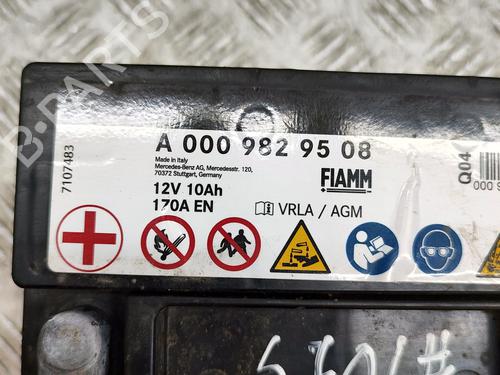 B-PARTS
7107483
A 000 982 95 08
Made in Italy
Mercedes-Benz AG, Mercedesstr. 120,
70372 Stuttgart, Germany
FIAMM
12V 10Ah
170A EN
VRLA / AGM
Q04
000 9